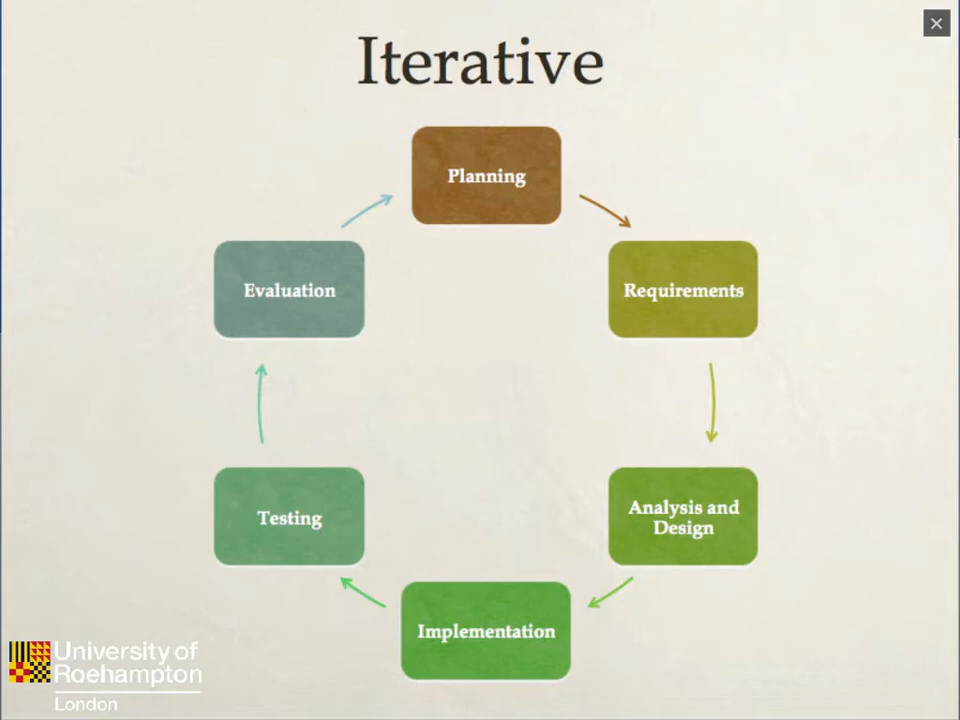 Iterative
Planning
Evaluation
Requirements
Testing
Analysis and
Design
Implementation
University of
Roehampton
London